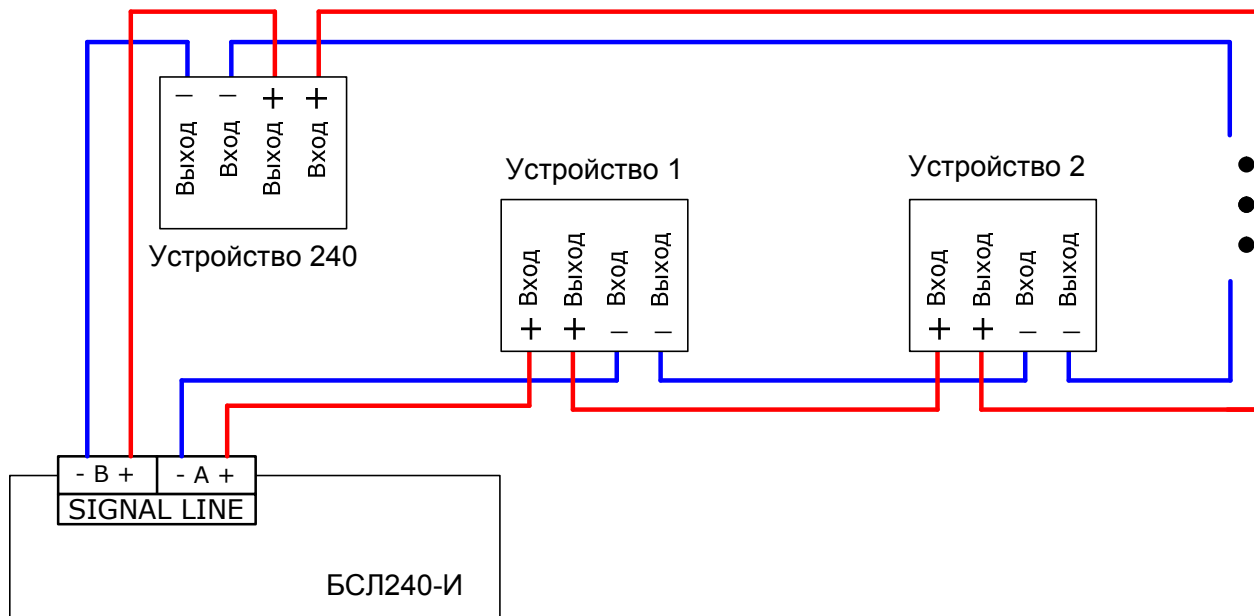 − − + +
Выход Вход Выход Вход
Устройство 240
Устройство 1
Вход Выход Вход Выход
+ + − −
Устройство 2
Вход Выход Вход Выход
+ + − −
- B + - A +
SIGNAL LINE
БСЛ240-И